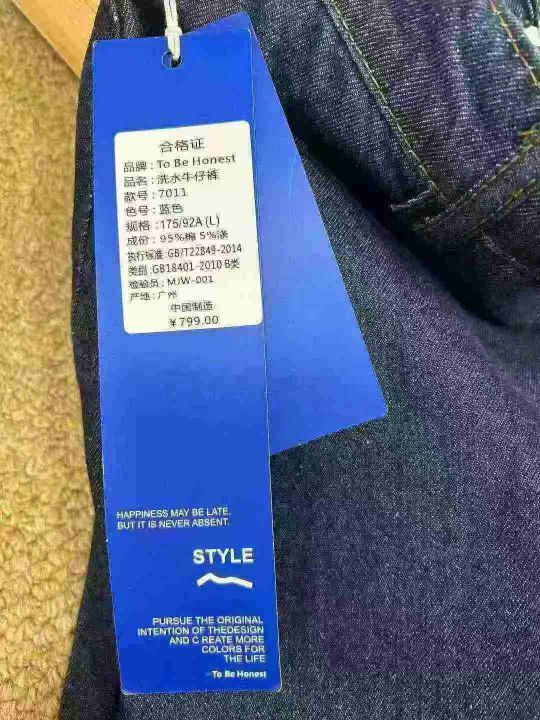 合格证
品牌：To Be Honest
品名：洗水牛仔裤
款号：7011
色号：蓝色
规格：175/92A (L)
成份：95%棉 5%涤
执行标准:GB/T22849-2014
类别:GB18401-2010 B类
检验员：MJW-001
产地：广州
中国制造
￥799.00
HAPPINESS MAY BE LATE,
BUT IT IS NEVER ABSENT.
STYLE
PURSUE THE ORIGINAL
INTENTION OF THEDESIGN
AND C REATE MORE
COLORS FOR
THE LIFE
--To Be Honest